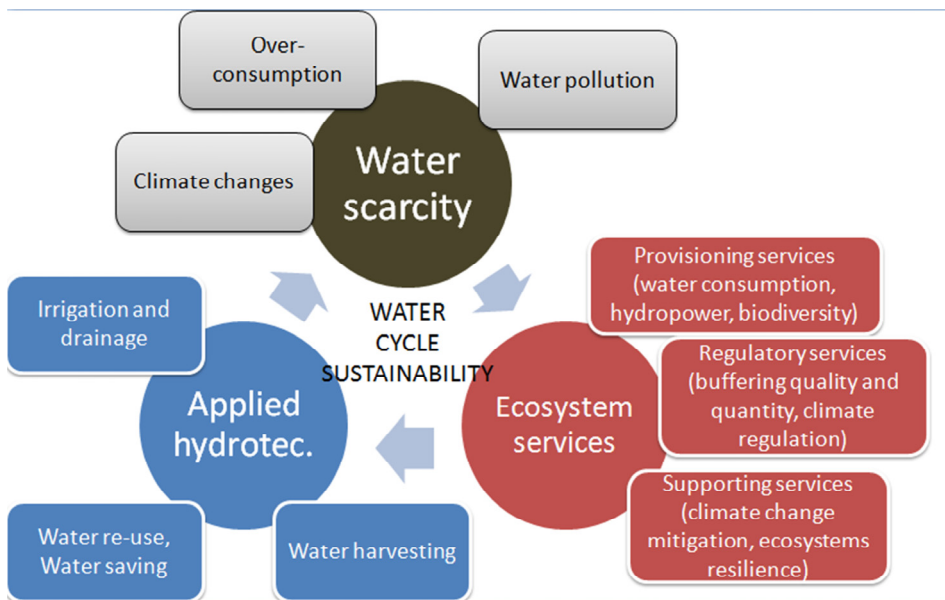 Over-
consumption
Water pollution
Water
scarcity
Climate changes
Provisioning services
(water consumption,
hydropower, biodiversity)
Irrigation and
drainage
WATER
CYCLE
SUSTAINABILITY
Regulatory services
(buffering quality and
quantity, climate
regulation)
Applied
hydrotec.
Ecosystem
services
Supporting services
(climate change
mitigation, ecosystems
resilience)
Water re-use,
Water saving
Water harvesting